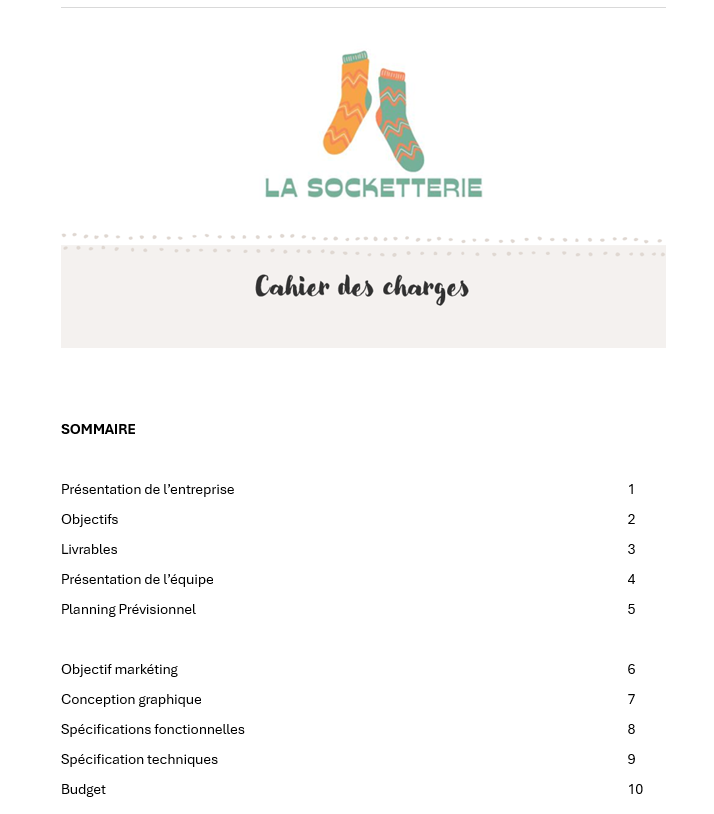 LA SOCKETTERIE
Cahier des charges
SOMMAIRE
Présentation de l’entreprise 1
Objectifs 2
Livrables 3
Présentation de l’équipe 4
Planning Prévisionnel 5
Objectif markéting 6
Conception graphique 7
Spécifications fonctionnelles 8
Spécification techniques 9
Budget 10